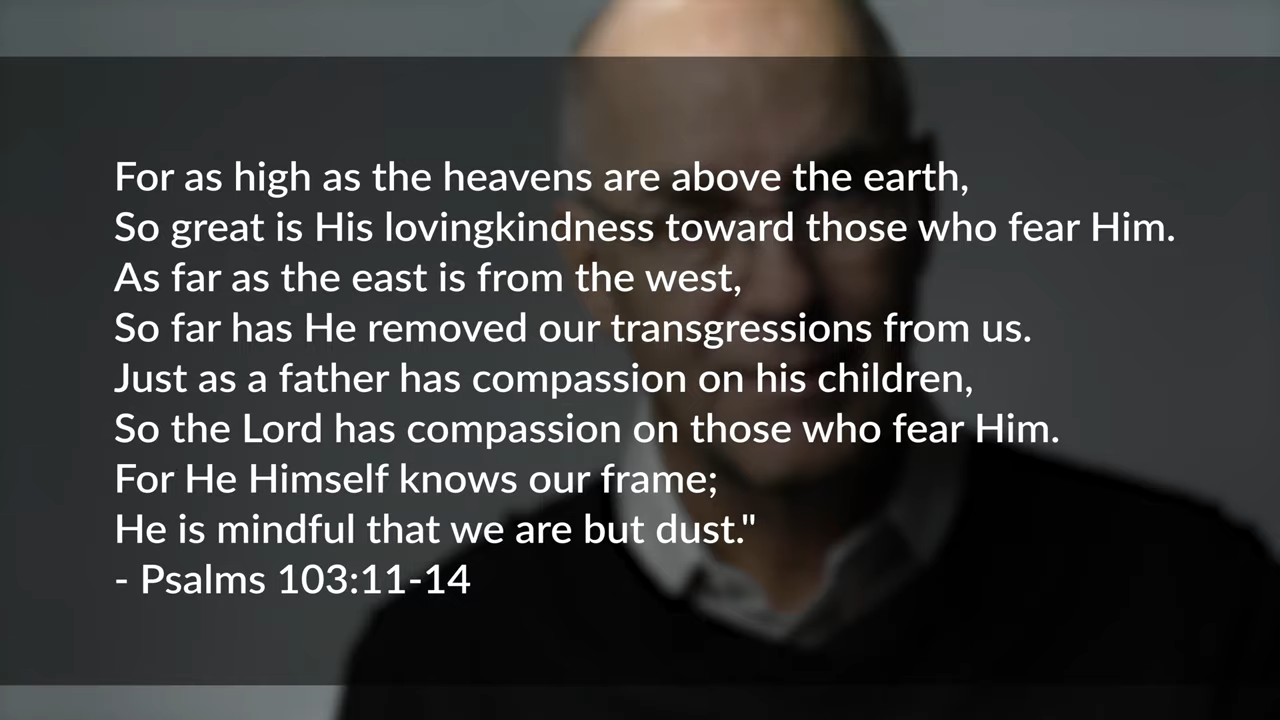 For as high as the heavens are above the earth,
So great is His lovingkindness toward those who fear Him.
As far as the east is from the west,
So far has He removed our transgressions from us.
Just as a father has compassion on his children,
So the Lord has compassion on those who fear Him.
For He Himself knows our frame;
He is mindful that we are but dust."
- Psalms 103:11-14